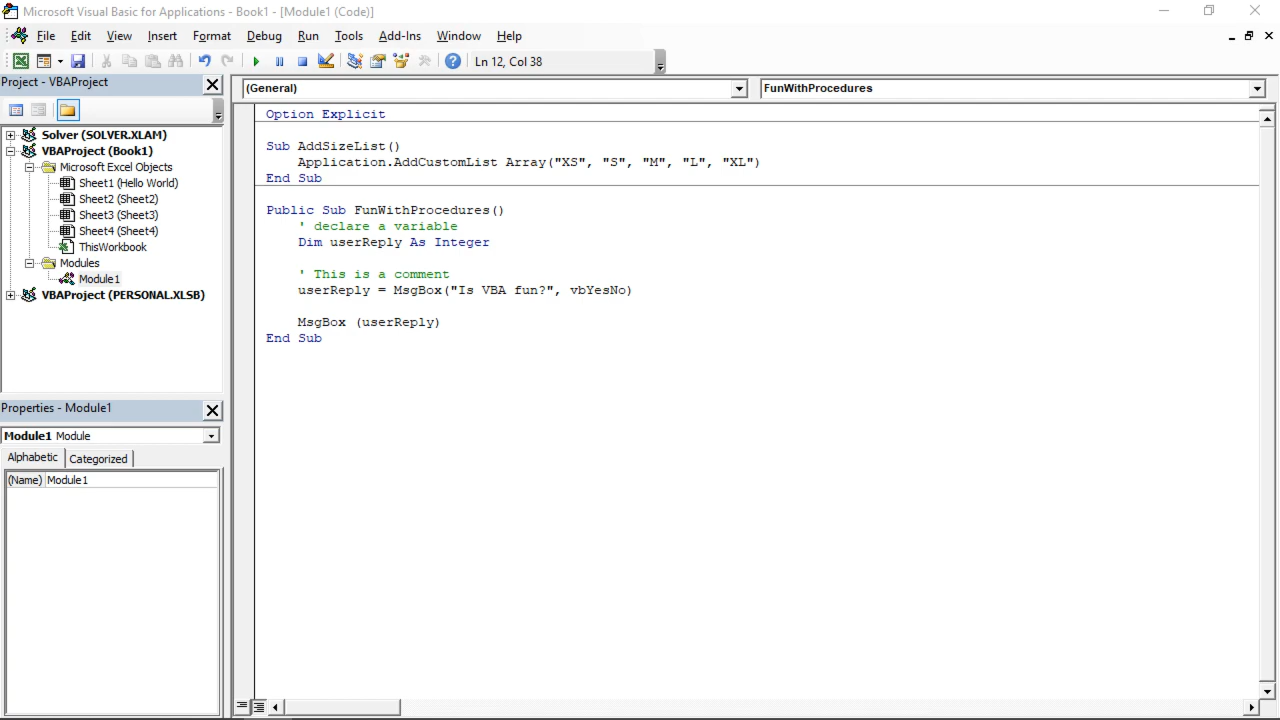 Microsoft Visual Basic for Applications - Book1 - [Module1 (Code)]
File Edit View Insert Format Debug Run Tools Add-Ins Window Help
Ln 12, Col 38
Project - VBAProject
(General)
FunWithProcedures
Solver (SOLVER.XLAM)
VBAProject (Book1)
Microsoft Excel Objects
Sheet1 (Hello World)
Sheet2 (Sheet2)
Sheet3 (Sheet3)
Sheet4 (Sheet4)
ThisWorkbook
Modules
Module1
VBAProject (PERSONAL.XLSB)
Properties - Module1
Module1 Module
Alphabetic Categorized
(Name) Module1
Option Explicit
Sub AddSizeList()
Application.AddCustomList Array("XS", "S", "M", "L", "XL")
End Sub
Public Sub FunWithProcedures()
' declare a variable
Dim userReply As Integer
' This is a comment
userReply = MsgBox("Is VBA fun?", vbYesNo)
MsgBox (userReply)
End Sub